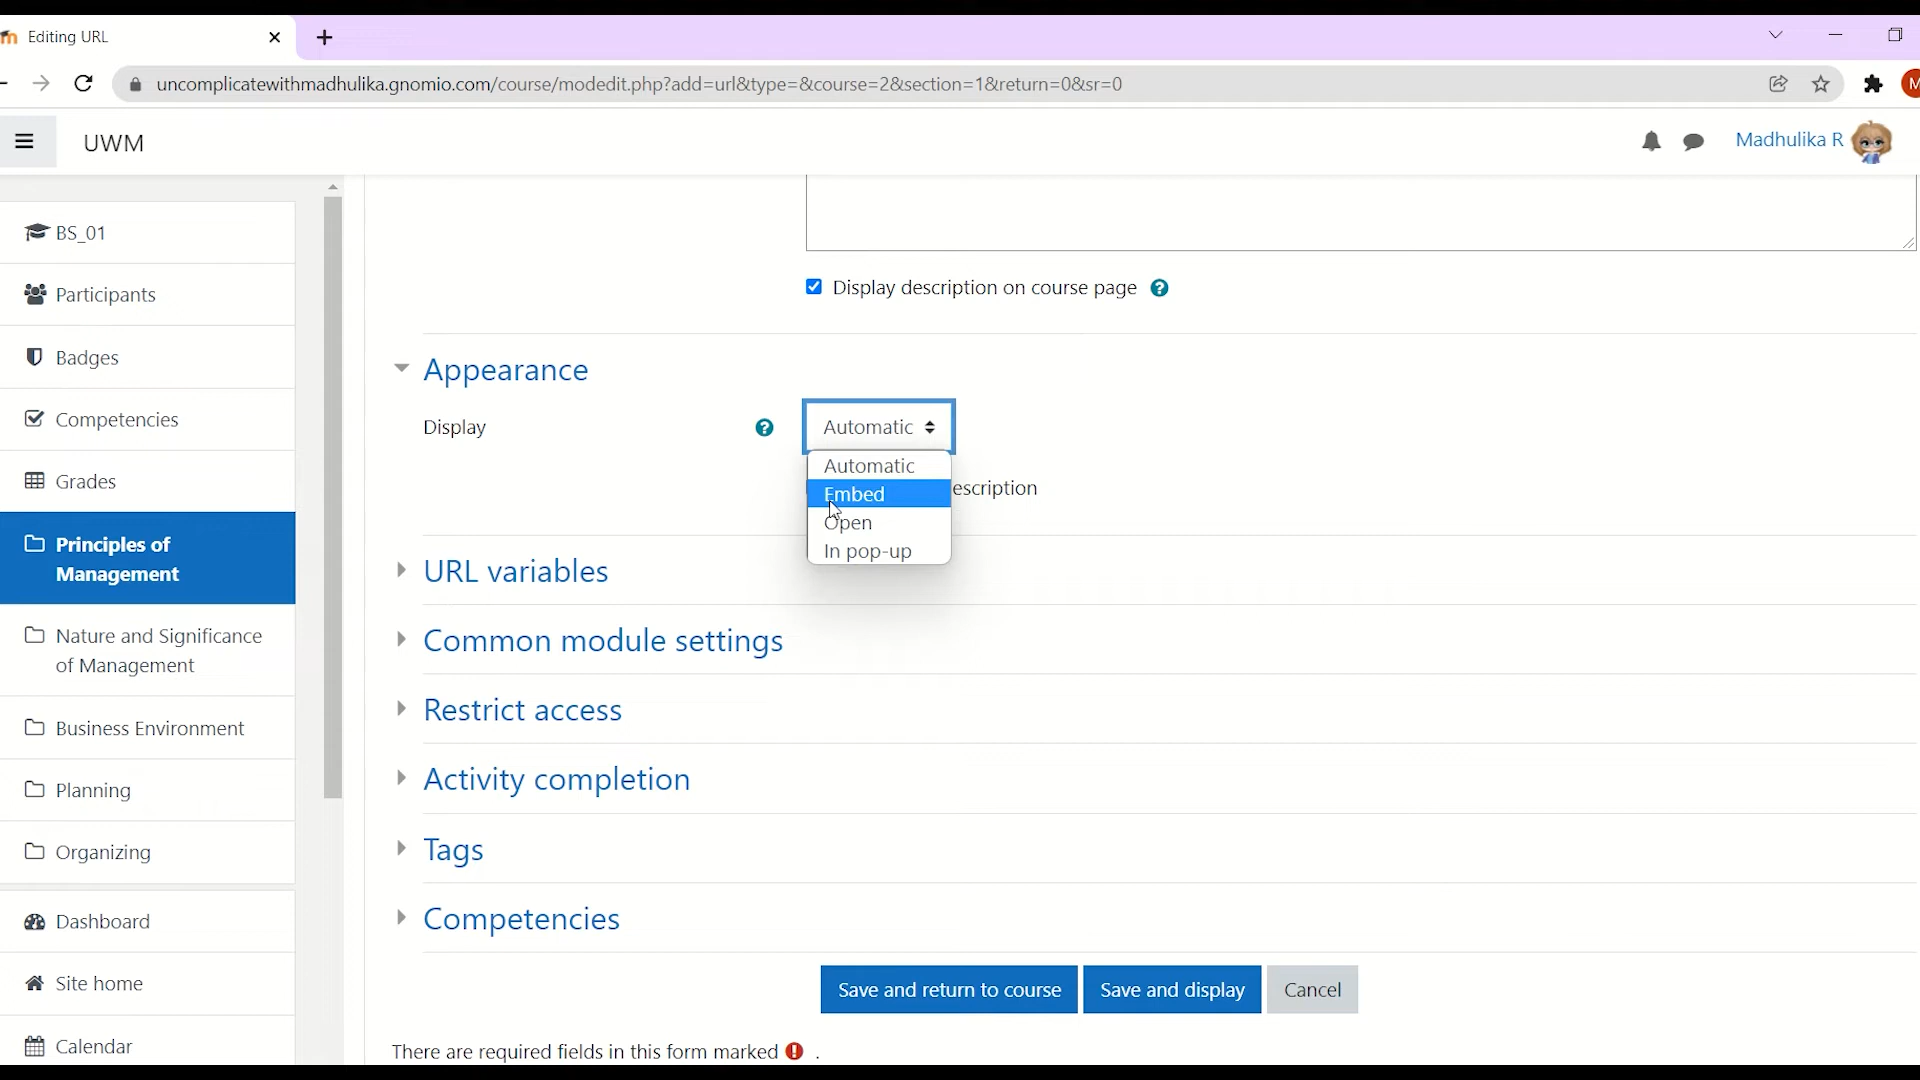 Editing URL
uncomplicatewithmadhulika.gnomio.com/course/modedit.php?add=url&type=&course=2&section=1&return=0&sr=0
M
UWM
Madhulika R
BS_01
Participants
Badges
Competencies
Grades
Principles of
Management
Nature and Significance
of Management
Business Environment
Planning
Organizing
Dashboard
Site home
Calendar
Display description on course page
Appearance
Display
Automatic
Automatic
Embed
Open
In pop-up
escription
URL variables
Common module settings
Restrict access
Activity completion
Tags
Competencies
Save and return to course
Save and display
Cancel
There are required fields in this form marked .